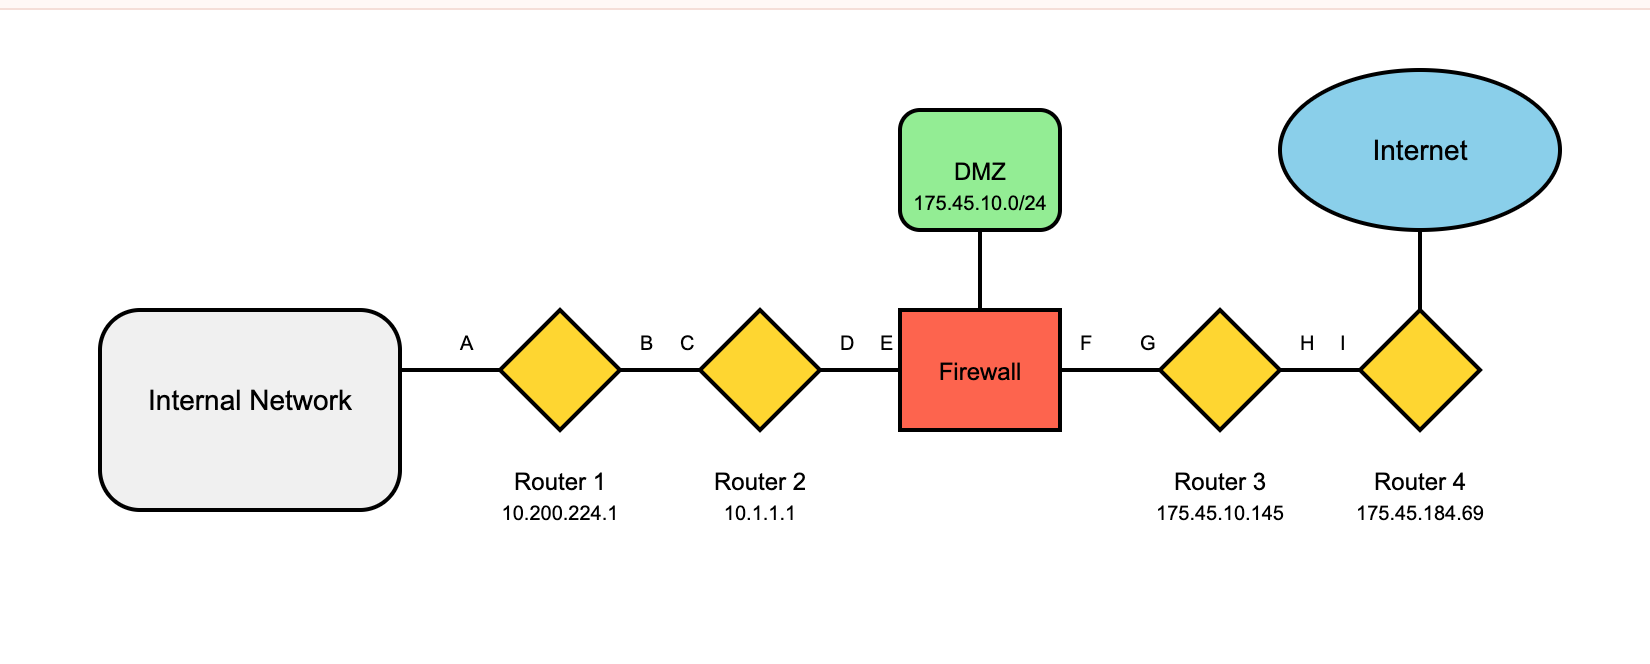 DMZ
175.45.10.0/24
Internet
Internal Network
A
B
C
D
E
Firewall
F
G
H
I
Router 1
10.200.224.1
Router 2
10.1.1.1
Router 3
175.45.10.145
Router 4
175.45.184.69